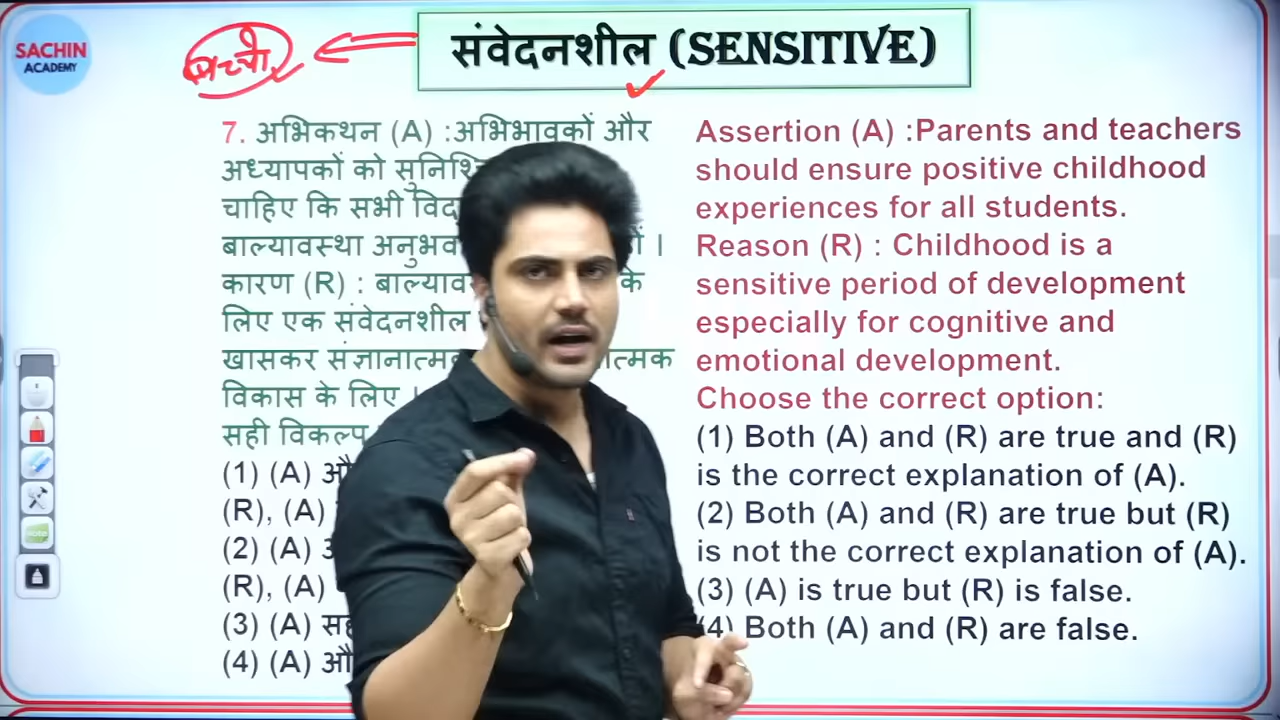 SACHIN
ACADEMY
बच्चो
संवेदनशील (SENSITIVE)
7. अभिकथन (A) :अभिभावकों और
अध्यापकों को
चाहिए कि सभी
बाल्यावस्था
कारण (R) :
के
लिए एक संवेदनशील
खासकर
विकास के लिए ।
सही विकल्प
(1) (A)
(R), (A)
(2) (A)
(R), (A)
(3) (A)
(4) (A)
Assertion (A) :Parents and teachers
should ensure positive childhood
experiences for all students.
Reason (R) : Childhood is a
sensitive period of development
especially for cognitive and
emotional development.
Choose the correct option:
(1) Both (A) and (R) are true and (R)
is the correct explanation of (A).
(2) Both (A) and (R) are true but (R)
is not the correct explanation of (A).
(3) (A) is true but (R) is false.
(4) Both (A) and (R) are false.